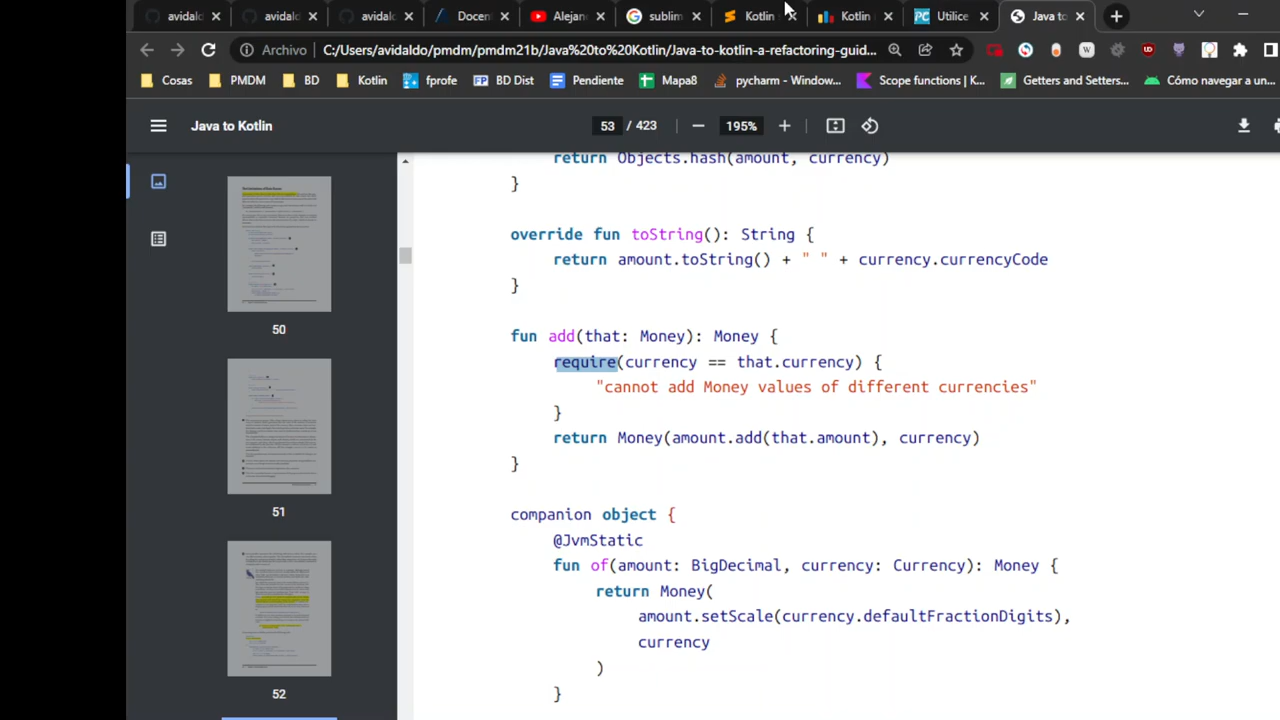 avidaldo
avidald
avidald
Docent
Alejan
sublim
Kotlin
Kotlin
Utilice
Java to
Archivo C:/Users/avidaldo/pmdm/pmdm21b/Java%20to%20Kotlin/Java-to-kotlin-a-refactoring-guid...
Cosas PMDM BD Kotlin fprofe BD Dist Pendiente Mapa8 pycharm - Window... Scope functions | K... Getters and Setters... Cómo navegar a un...
Java to Kotlin 53 / 423 195%
return Objects.hash(amount, currency)
}
override fun toString(): String {
return amount.toString() + " " + currency.currencyCode
}
fun add(that: Money): Money {
require(currency == that.currency) {
"cannot add Money values of different currencies"
}
return Money(amount.add(that.amount), currency)
}
companion object {
@JvmStatic
fun of(amount: BigDecimal, currency: Currency): Money {
return Money(
amount.setScale(currency.defaultFractionDigits),
currency
)
}
50
51
52